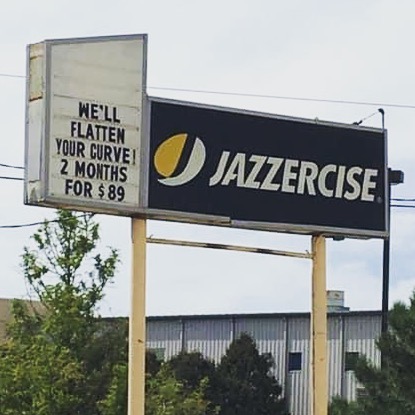 WE'LL
FLATTEN
YOUR CURVE!
2 MONTHS
FOR $89
JAZZERCISE